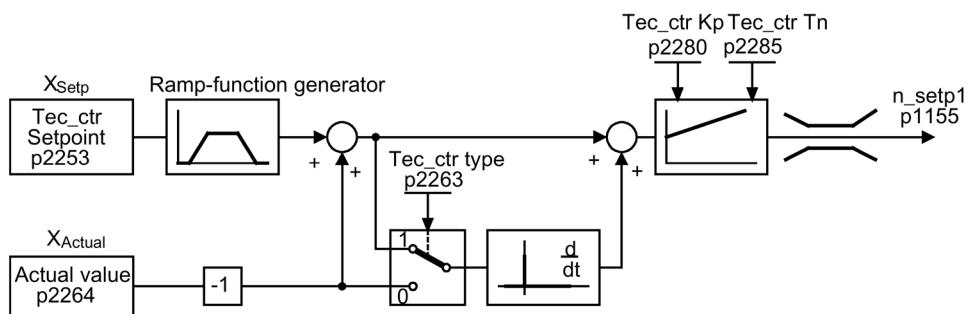 Tec_ctr Kp Tec_ctr Tn
p2280 p2285
XSetp Ramp-function generator
n_setp1
p1155
Tec_ctr
Setpoint
p2253
+
+
+
+
Tec_ctr type
p2263
XActual
Actual value
p2264
-1
1
0
d
dt